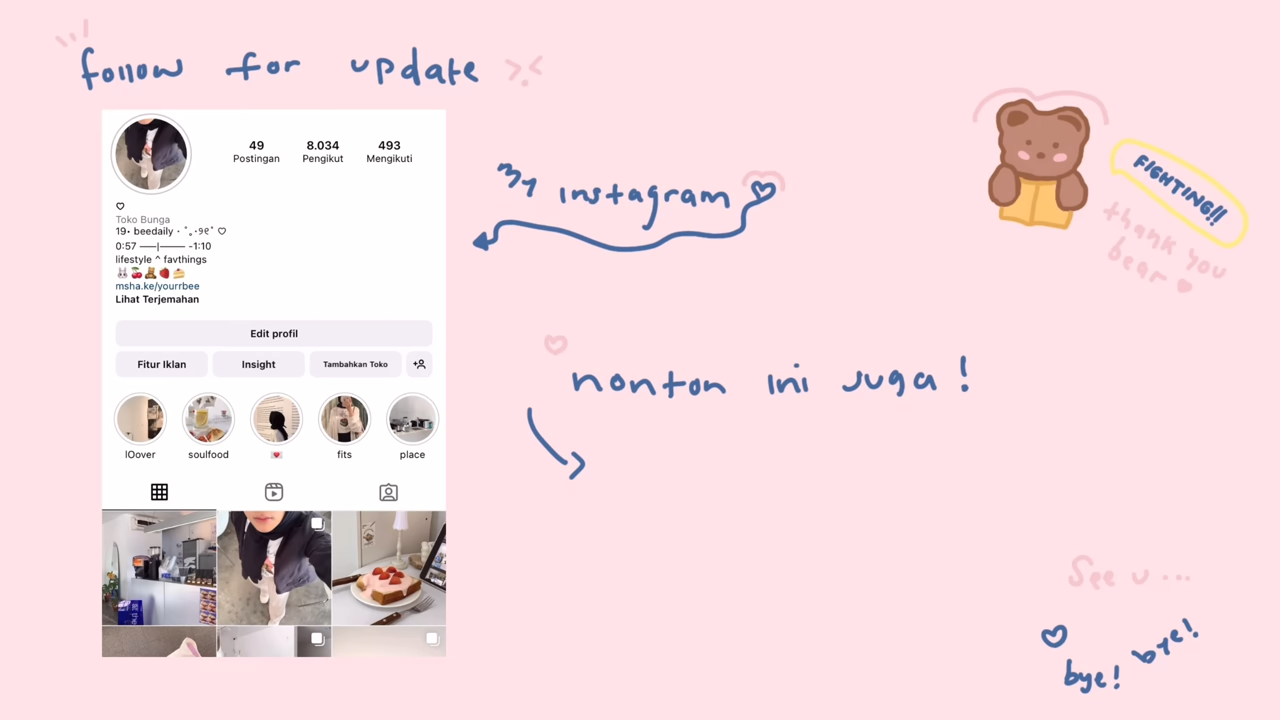 follow for update
49 8.034 493
Postingan Pengikut Mengikuti
Toko Bunga
19• beedaily · ˚｡･୨୧˚ ♡
0:57 ——|—— -1:10
lifestyle ^ favthings
🐰🍒🧸🍓🍰
msha.ke/yourrbee
Lihat Terjemahan
Edit profil
Fitur Iklan Insight Tambahkan Toko
lOover soulfood 💌 fits place
my instagram
nonton ini juga !
FIGHTING!!
thank you
bear
See u ...
bye! bye!